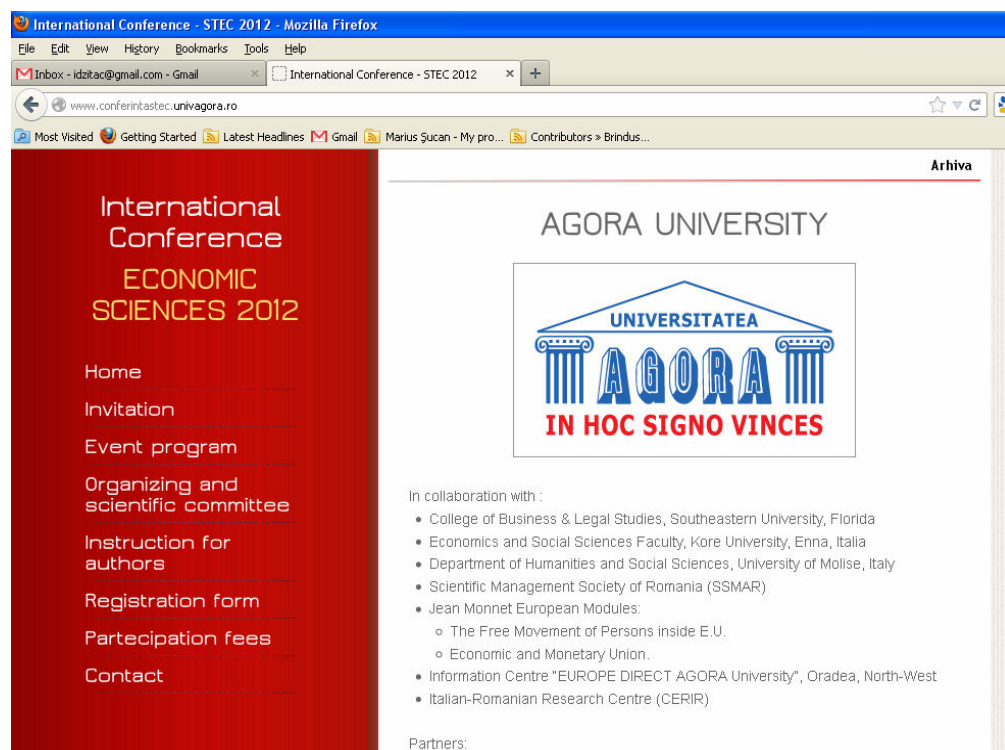 International Conference - STEC 2012 - Mozilla Firefox
File Edit View History Bookmarks Tools Help
Inbox - idzitac@gmail.com - Gmail × International Conference - STEC 2012 × +
www.conferintastec.univagora.ro
Most Visited Getting Started Latest Headlines Gmail Marius Şucan - My pro... Contributors » Brindus...
Arhiva
International
Conference
ECONOMIC
SCIENCES 2012
Home
Invitation
Event program
Organizing and
scientific committee
Instruction for
authors
Registration form
Partecipation fees
Contact
AGORA UNIVERSITY
UNIVERSITATEA
AGORA
IN HOC SIGNO VINCES
In collaboration with :
• College of Business & Legal Studies, Southeastern University, Florida
• Economics and Social Sciences Faculty, Kore University, Enna, Italia
• Department of Humanities and Social Sciences, University of Molise, Italy
• Scientific Management Society of Romania (SSMAR)
• Jean Monnet European Modules:
○ The Free Movement of Persons inside E.U.
○ Economic and Monetary Union.
• Information Centre "EUROPE DIRECT AGORA University", Oradea, North-West
• Italian-Romanian Research Centre (CERIR)
Partners: